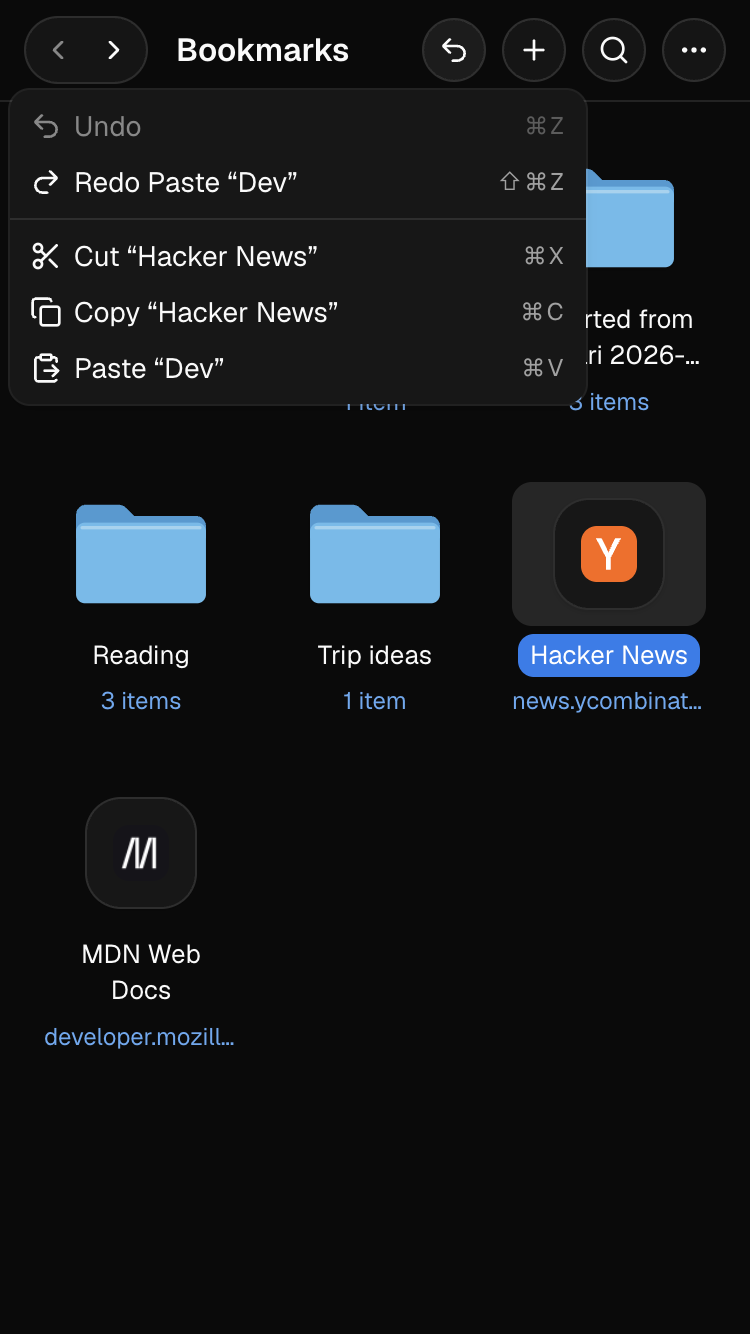 Bookmarks
Undo ⌘Z
Redo Paste “Dev” ⇧⌘Z
Cut “Hacker News” ⌘X
Copy “Hacker News” ⌘C
Paste “Dev” ⌘V
rted from
ri 2026-…
1 item
3 items
Reading
Trip ideas
Y
Hacker News
3 items
1 item
news.ycombinat…
MDN Web
Docs
developer.mozill…